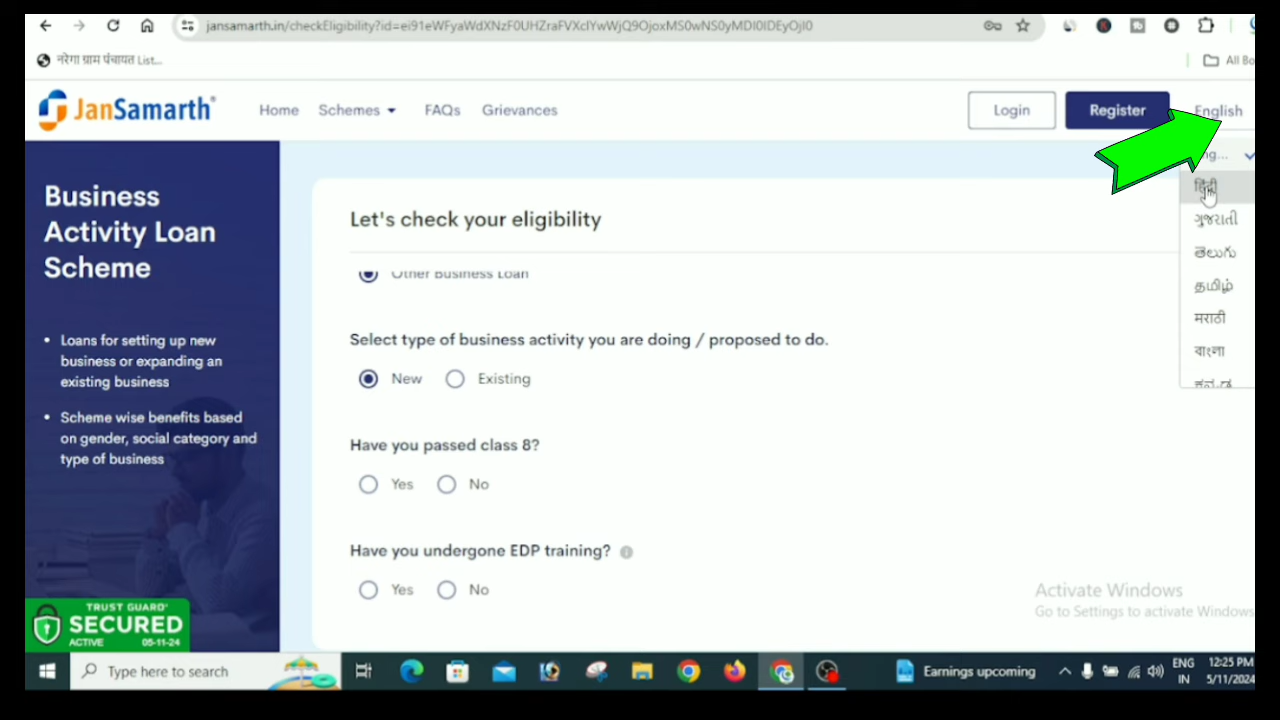 jansamarth.in/checkEligibility?id=ei91eWFyaWdXNzF0UHZraFVXclYwWjQ9OjoxMS0wNS0yMDI0IDEyOjI0
नरेगा ग्राम पंचायत List...
All Bo
JanSamarth
Home Schemes FAQs Grievances Login Register English
ng...
हिंदी
ગુજરાતી
తెలుగు
தமிழ்
मराठी
বাংলা
ಕನ್ನಡ
Business
Activity Loan
Scheme
• Loans for setting up new
business or expanding an
existing business
• Scheme wise benefits based
on gender, social category and
type of business
TRUST GUARD
SECURED
ACTIVE 05-11-24
Let's check your eligibility
Other Business Loan
Select type of business activity you are doing / proposed to do.
New Existing
Have you passed class 8?
Yes No
Have you undergone EDP training?
Yes No
Activate Windows
Go to Settings to activate Windows
Type here to search
Earnings upcoming
ENG
IN
12:25 PM
5/11/2024